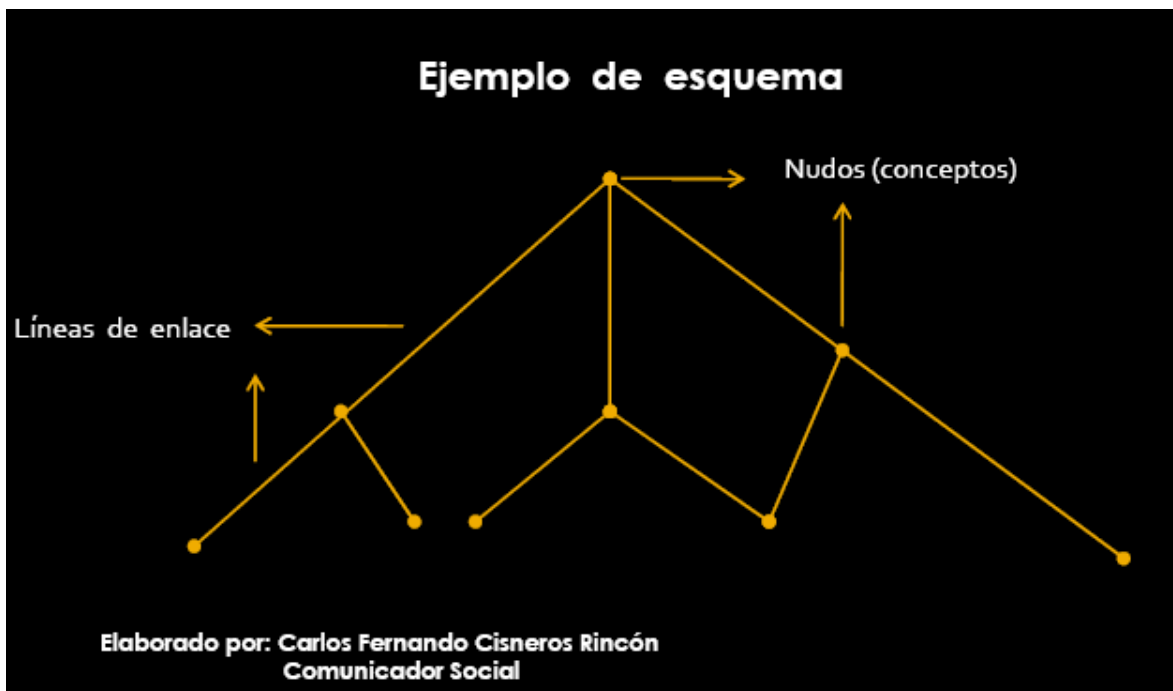 Ejemplo de esquema
Nudos (conceptos)
Líneas de enlace
Elaborado por: Carlos Fernando Cisneros Rincón
Comunicador Social